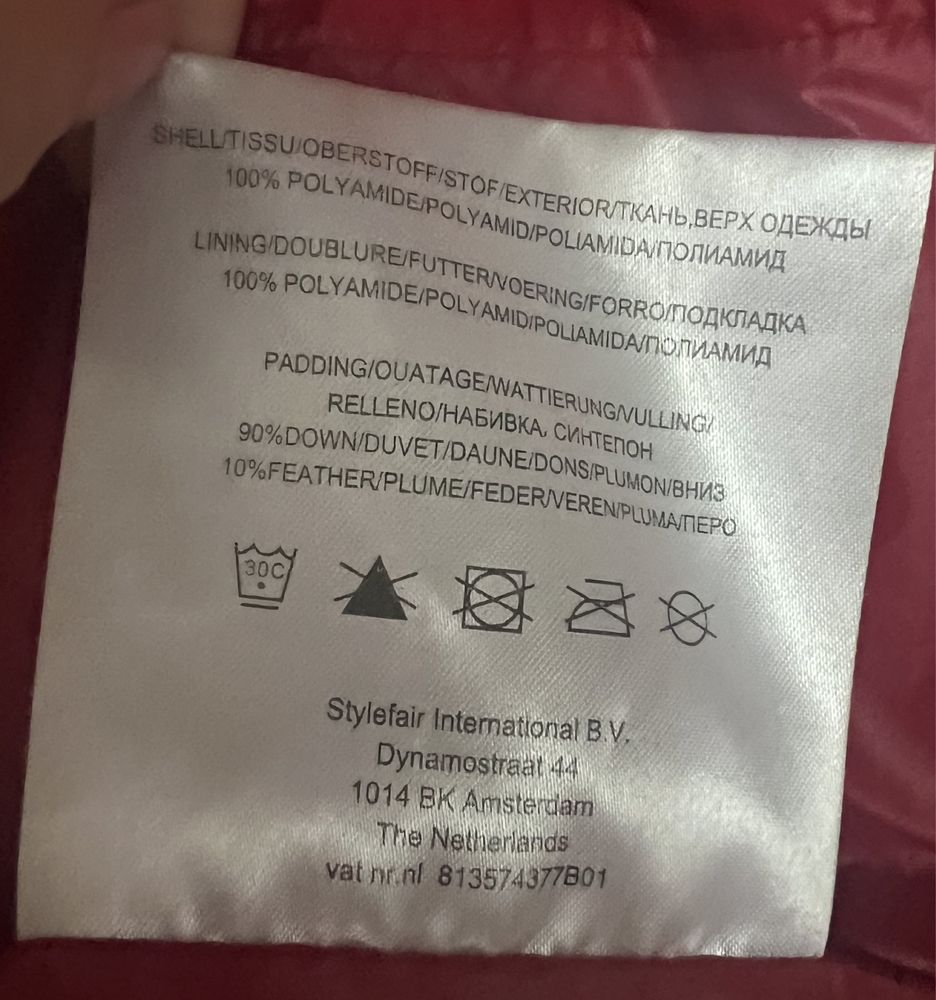 SHELL/TISSU/OBERSTOFF/STOF/EXTERIOR/ТКАНЬ,ВЕРХ ОДЕЖДЫ
100% POLYAMIDE/POLYAMID/POLIAMIDA/ПОЛИАМИД
LINING/DOUBLURE/FUTTER/VOERING/FORRO/ПОДКЛАДКА
100% POLYAMIDE/POLYAMID/POLIAMIDA/ПОЛИАМИД
PADDING/OUATAGE/WATTIERUNG/VULLING/
RELLENO/НАБИВКА, СИНТЕПОН
90%DOWN/DUVET/DAUNE/DONS/PLUMON/ВНИЗ
10%FEATHER/PLUME/FEDER/VEREN/PLUMA/ПЕРО
30C
Stylefair International B.V.
Dynamostraat 44
1014 BK Amsterdam
The Netherlands
vat nr.nl 813574377B01